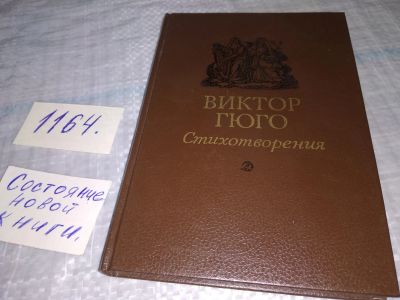 1164.
Состояние
новой
книги.
ВИКТОР
ГЮГО
Стихотворения